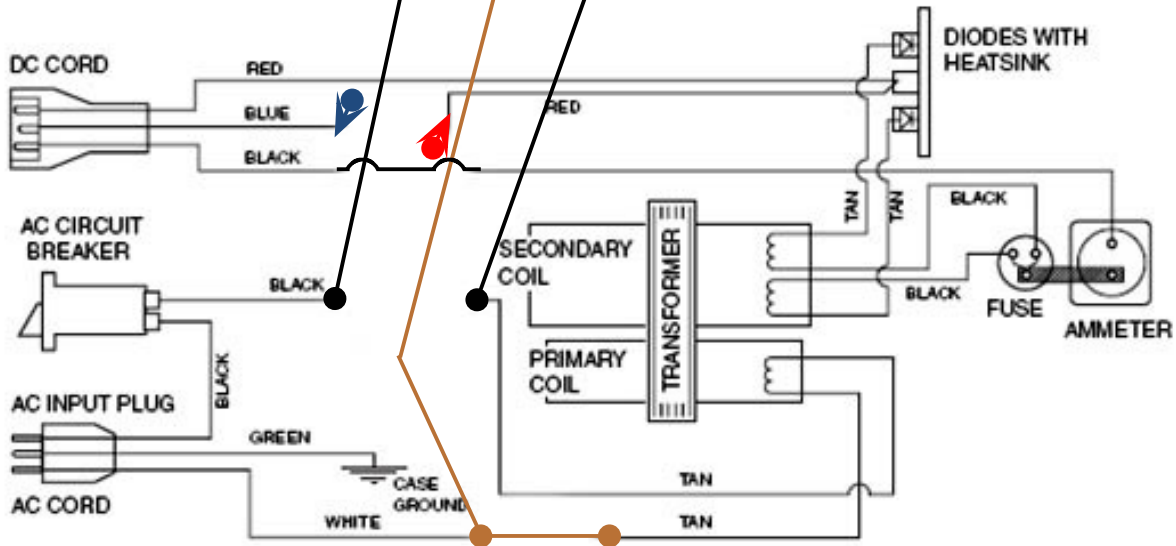 DC CORD
RED
BLUE
BLACK
RED
DIODES WITH
HEATSINK
AC CIRCUIT
BREAKER
BLACK
BLACK
SECONDARY
COIL
TRANSFORMER
TAN
TAN
BLACK
BLACK
FUSE
AMMETER
PRIMARY
COIL
AC INPUT PLUG
AC CORD
GREEN
CASE
GROUND
WHITE
TAN
TAN